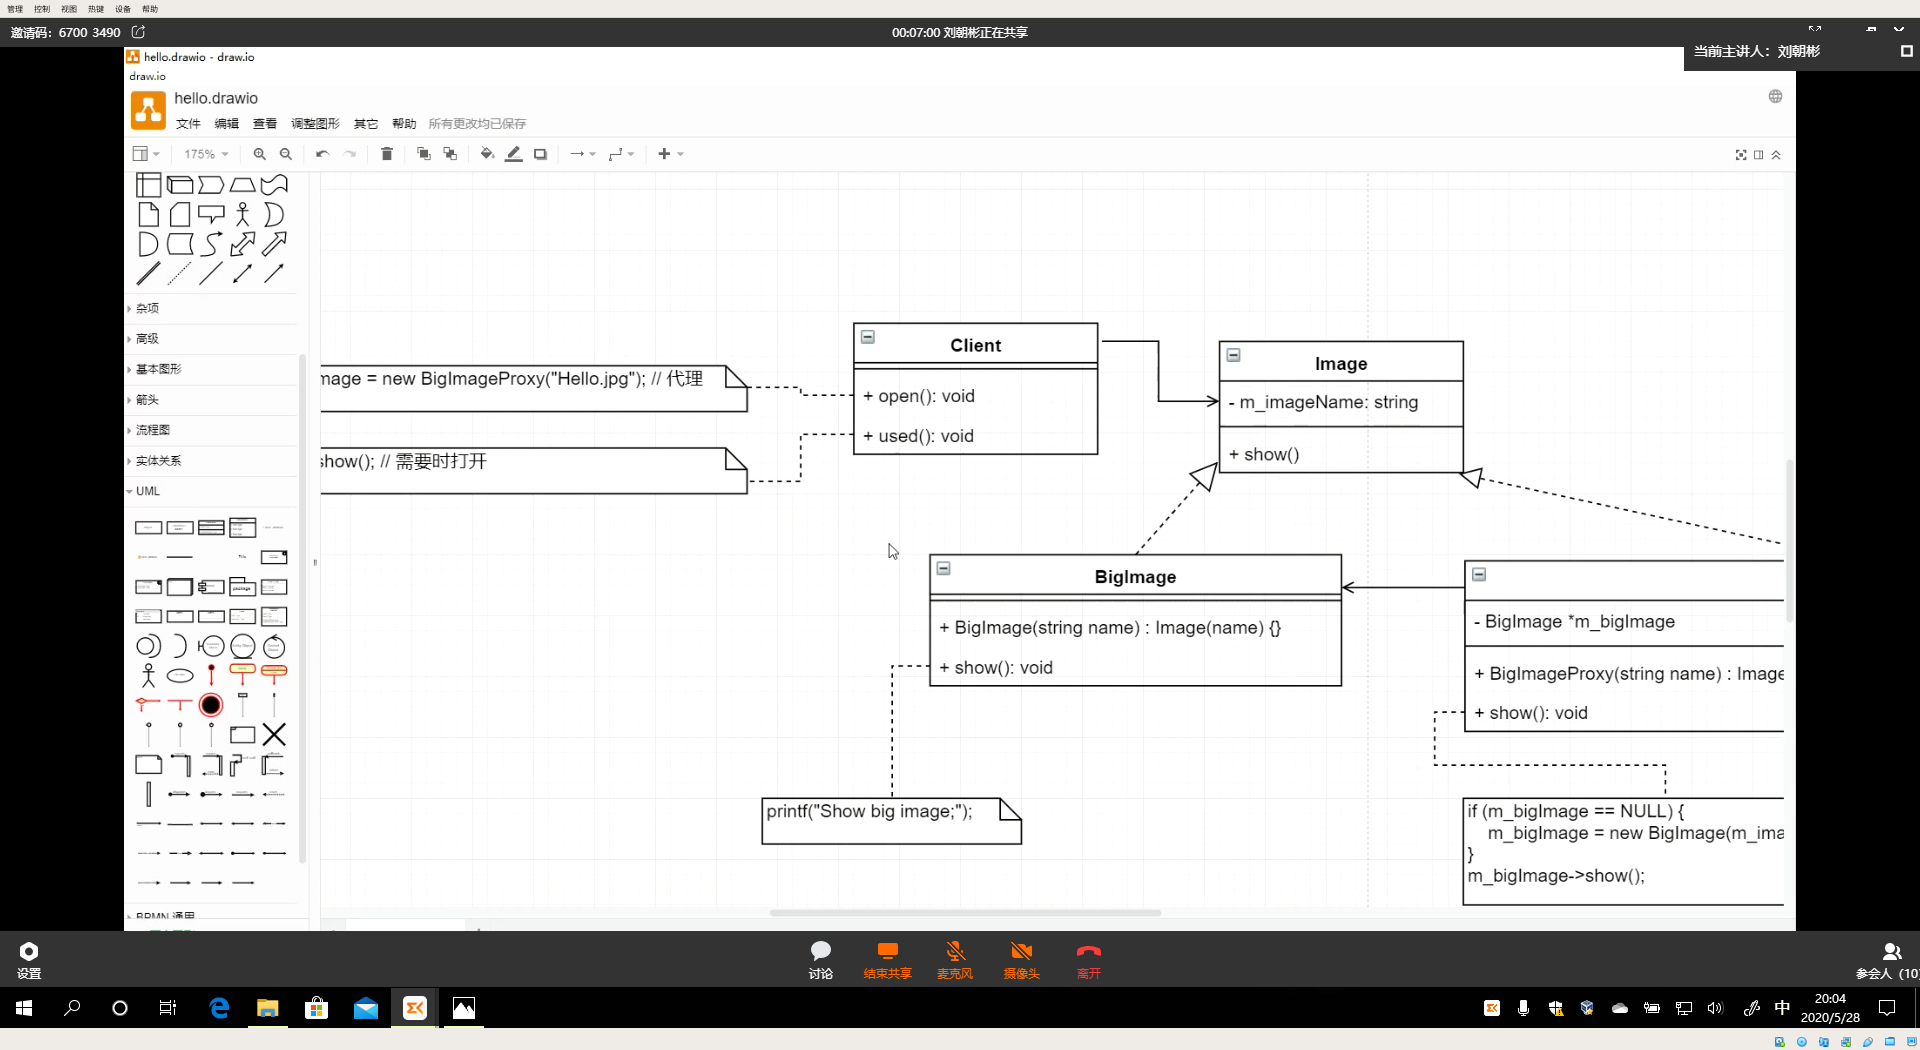 管理 控制 视图 热键 设备 帮助
邀请码：6700 3490
00:07:00 刘朝彬正在共享
当前主讲人：刘朝彬
hello.drawio - draw.io
draw.io
hello.drawio
文件 编辑 查看 调整图形 其它 帮助 所有更改均已保存
175%
杂项
高级
基本图形
箭头
流程图
实体关系
UML
Title
package
BPMN 通用
Client
+ open(): void
+ used(): void
Image
- m_imageName: string
+ show()
mage = new BigImageProxy("Hello.jpg"); // 代理
show(); // 需要时打开
BigImage
+ BigImage(string name) : Image(name) {}
+ show(): void
- BigImage *m_bigImage
+ BigImageProxy(string name) : Image
+ show(): void
printf("Show big image;");
if (m_bigImage == NULL) {
m_bigImage = new BigImage(m_ima
}
m_bigImage->show();
设置
讨论
结束共享
麦克风
摄像头
离开
参会人 (10)
中
20:04
2020/5/28